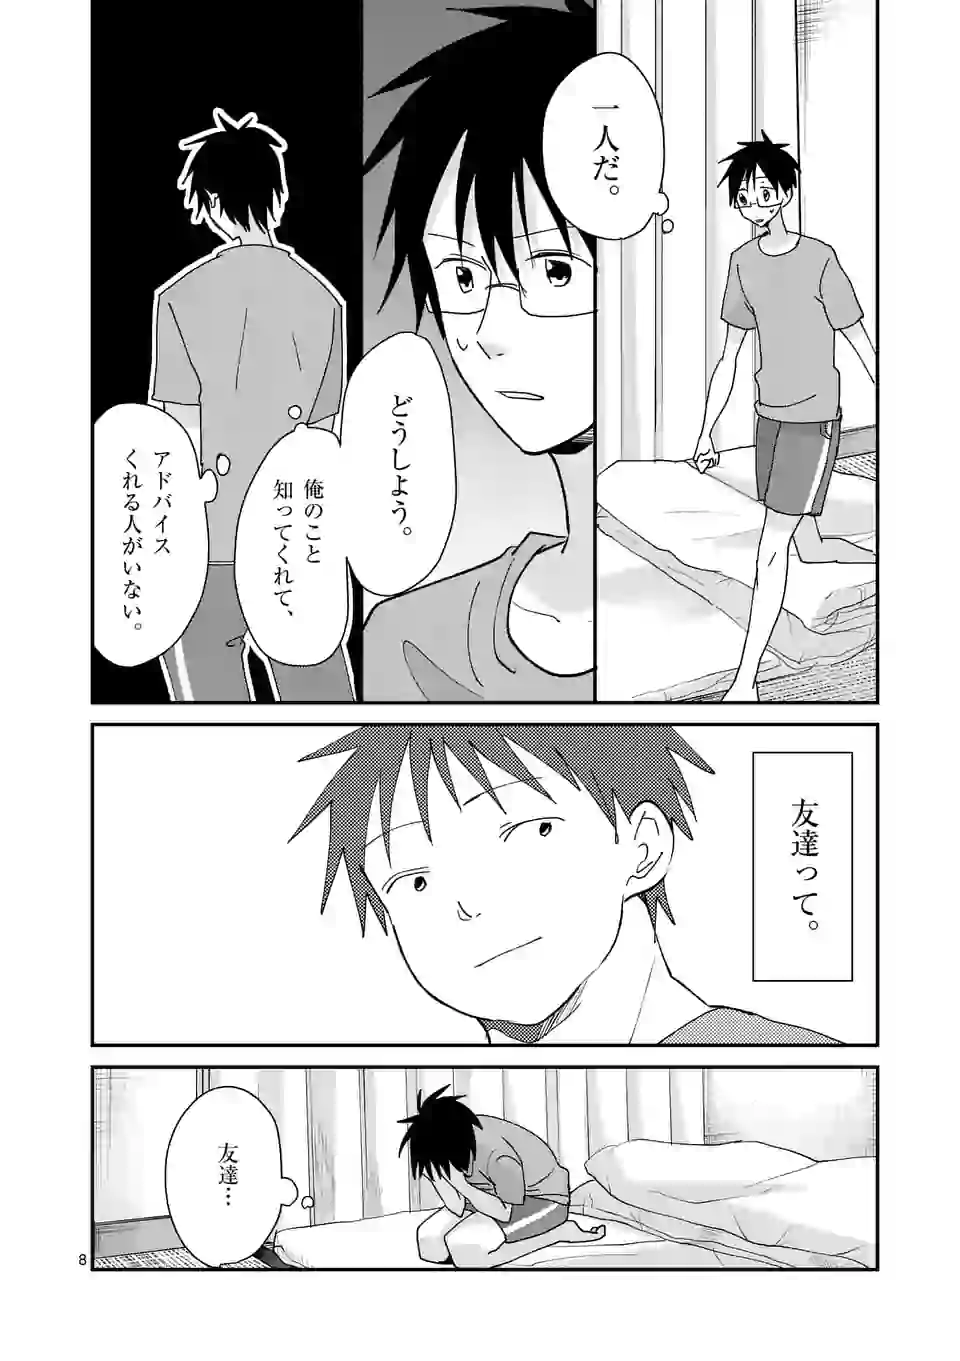 一人だ。
どうしよう。
俺のこと
知ってくれて、
アドバイス
くれる人がいない。
友達って。
友達…
8